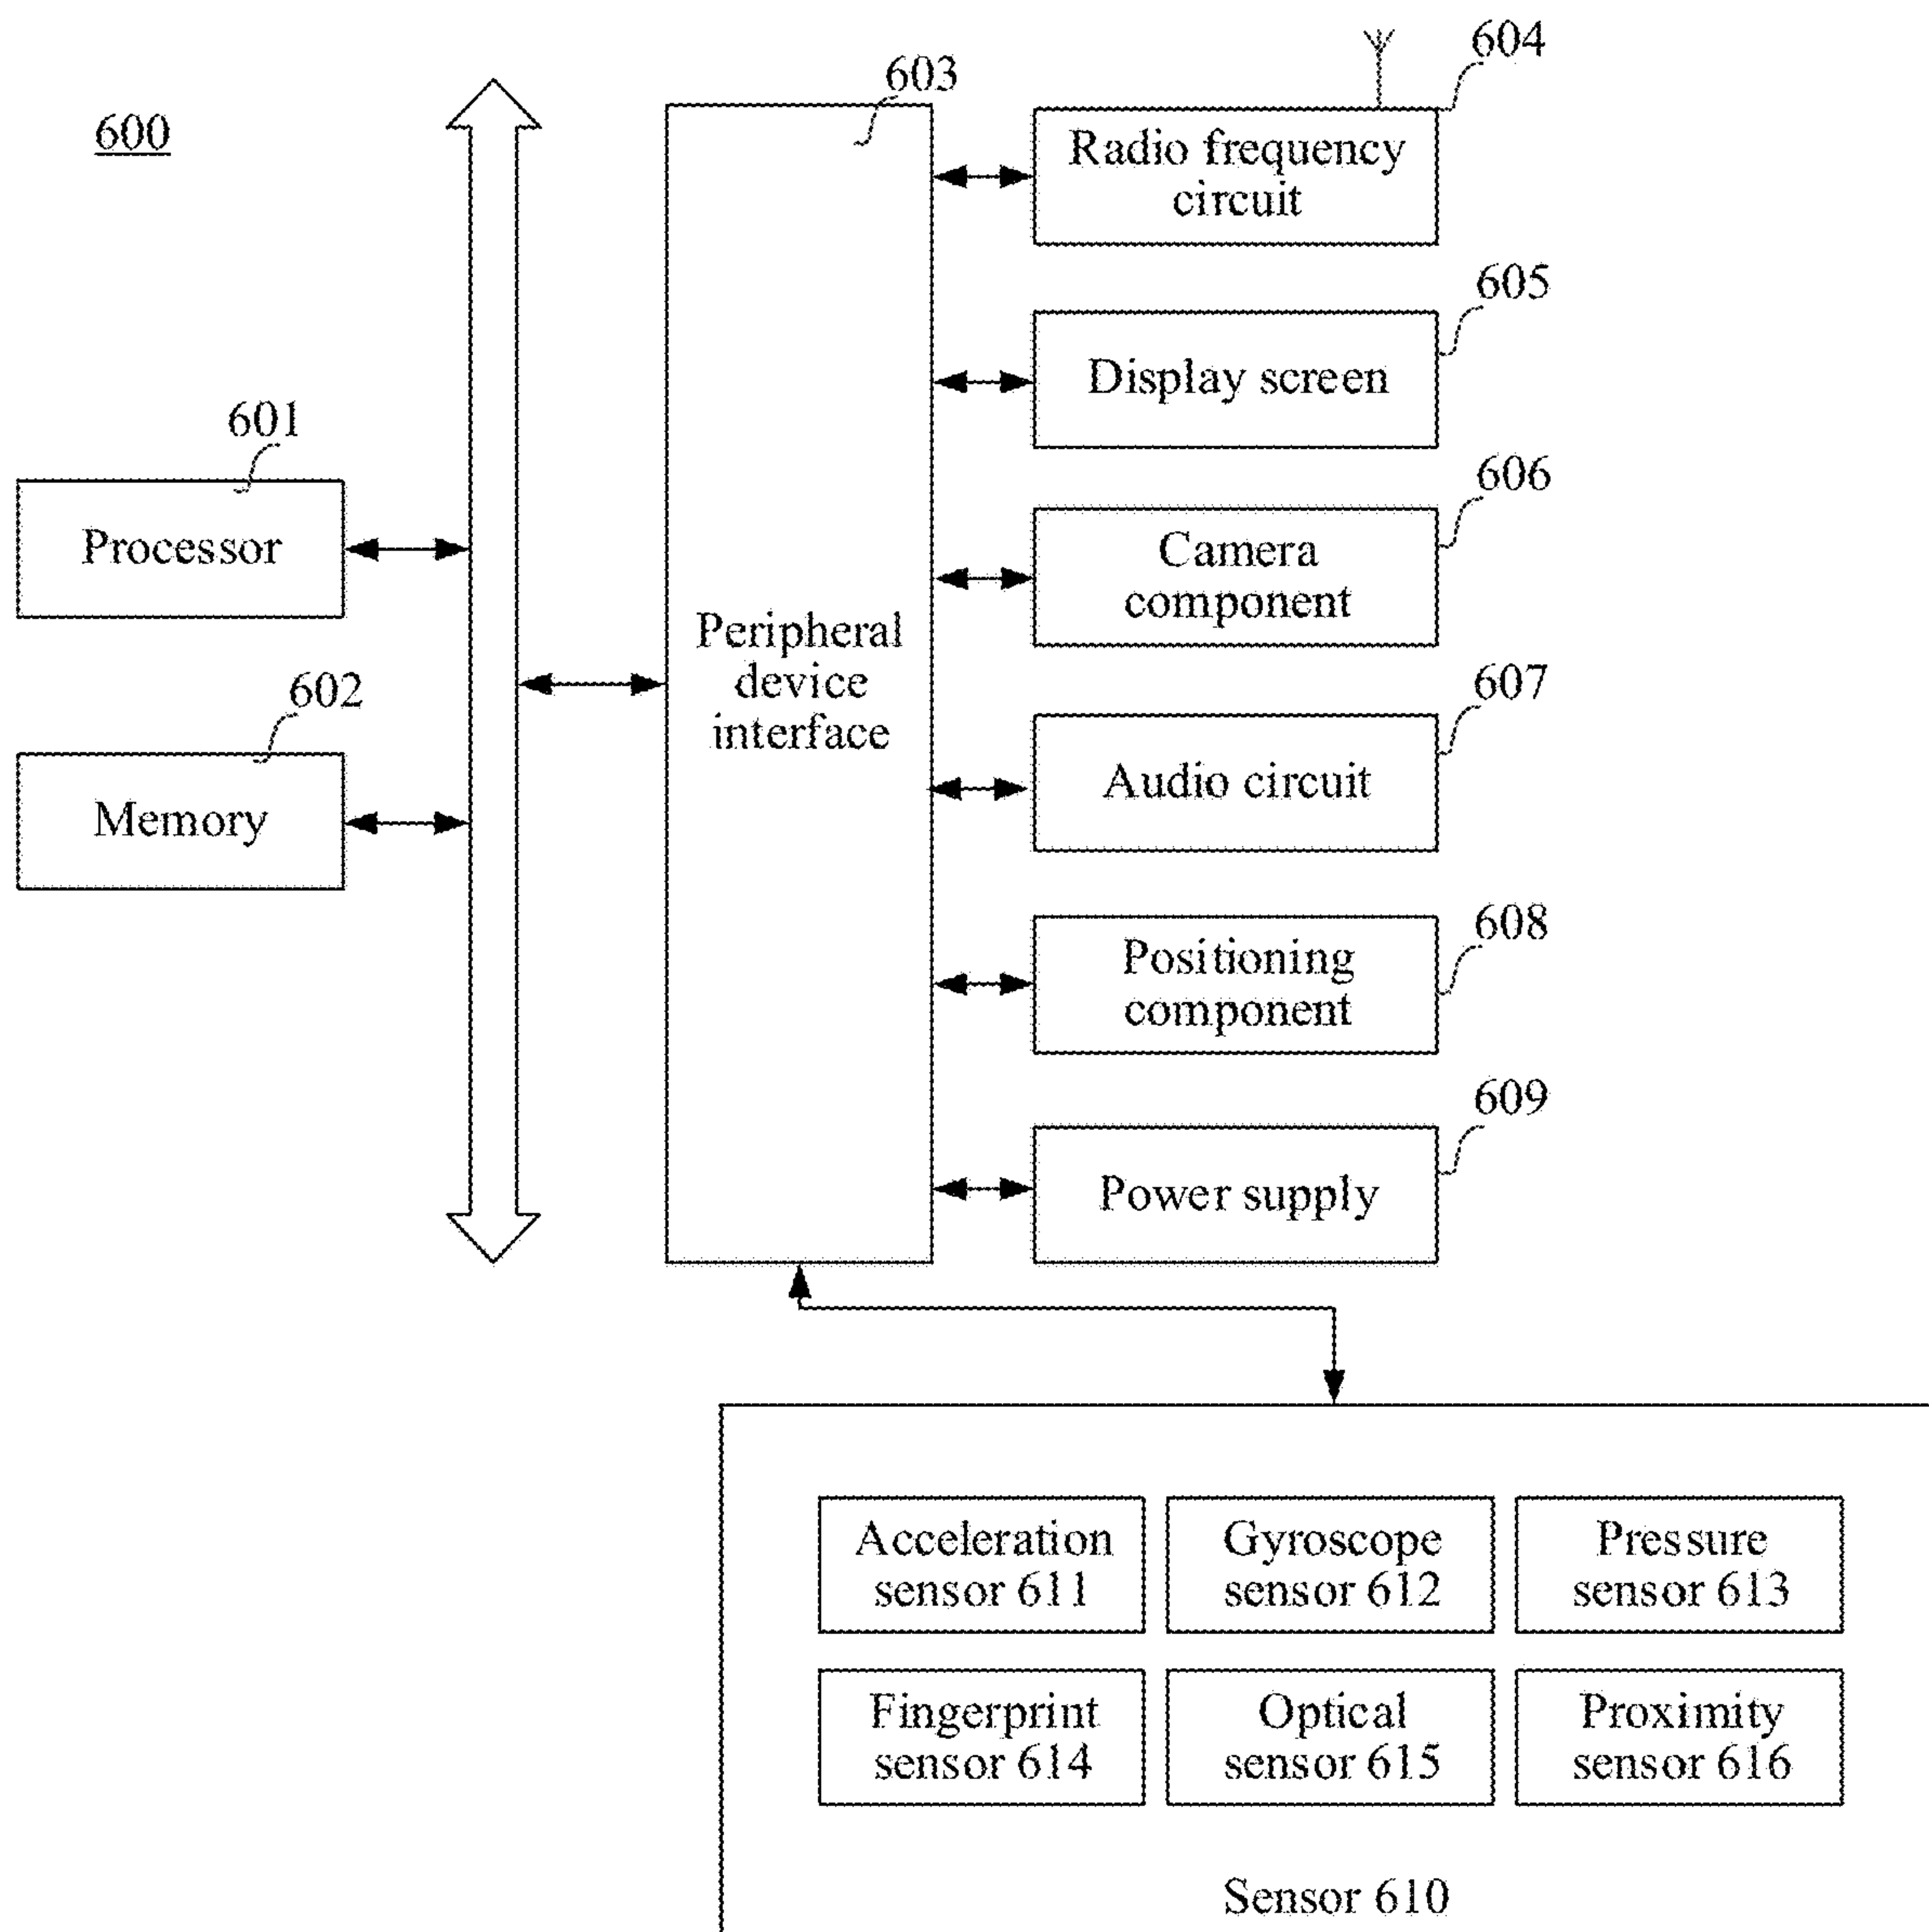 600
603
604
Radio frequency
circuit
605
Display screen
601
Processor
606
Camera
component
Peripheral
device
interface
602
Memory
607
Audio circuit
608
Positioning
component
609
Power supply
Acceleration
sensor 611
Gyroscope
sensor 612
Pressure
sensor 613
Fingerprint
sensor 614
Optical
sensor 615
Proximity
sensor 616
Sensor 610